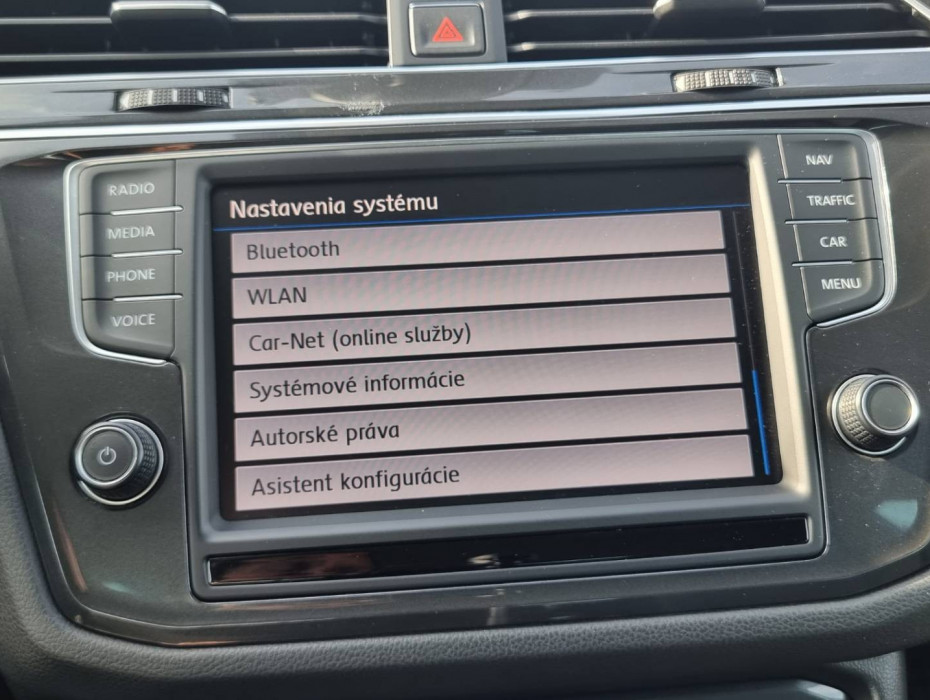 RADIO
MEDIA
PHONE
VOICE
Nastavenia systému
Bluetooth
WLAN
Car-Net (online služby)
Systémové informácie
Autorské práva
Asistent konfigurácie
NAV
TRAFFIC
CAR
MENU